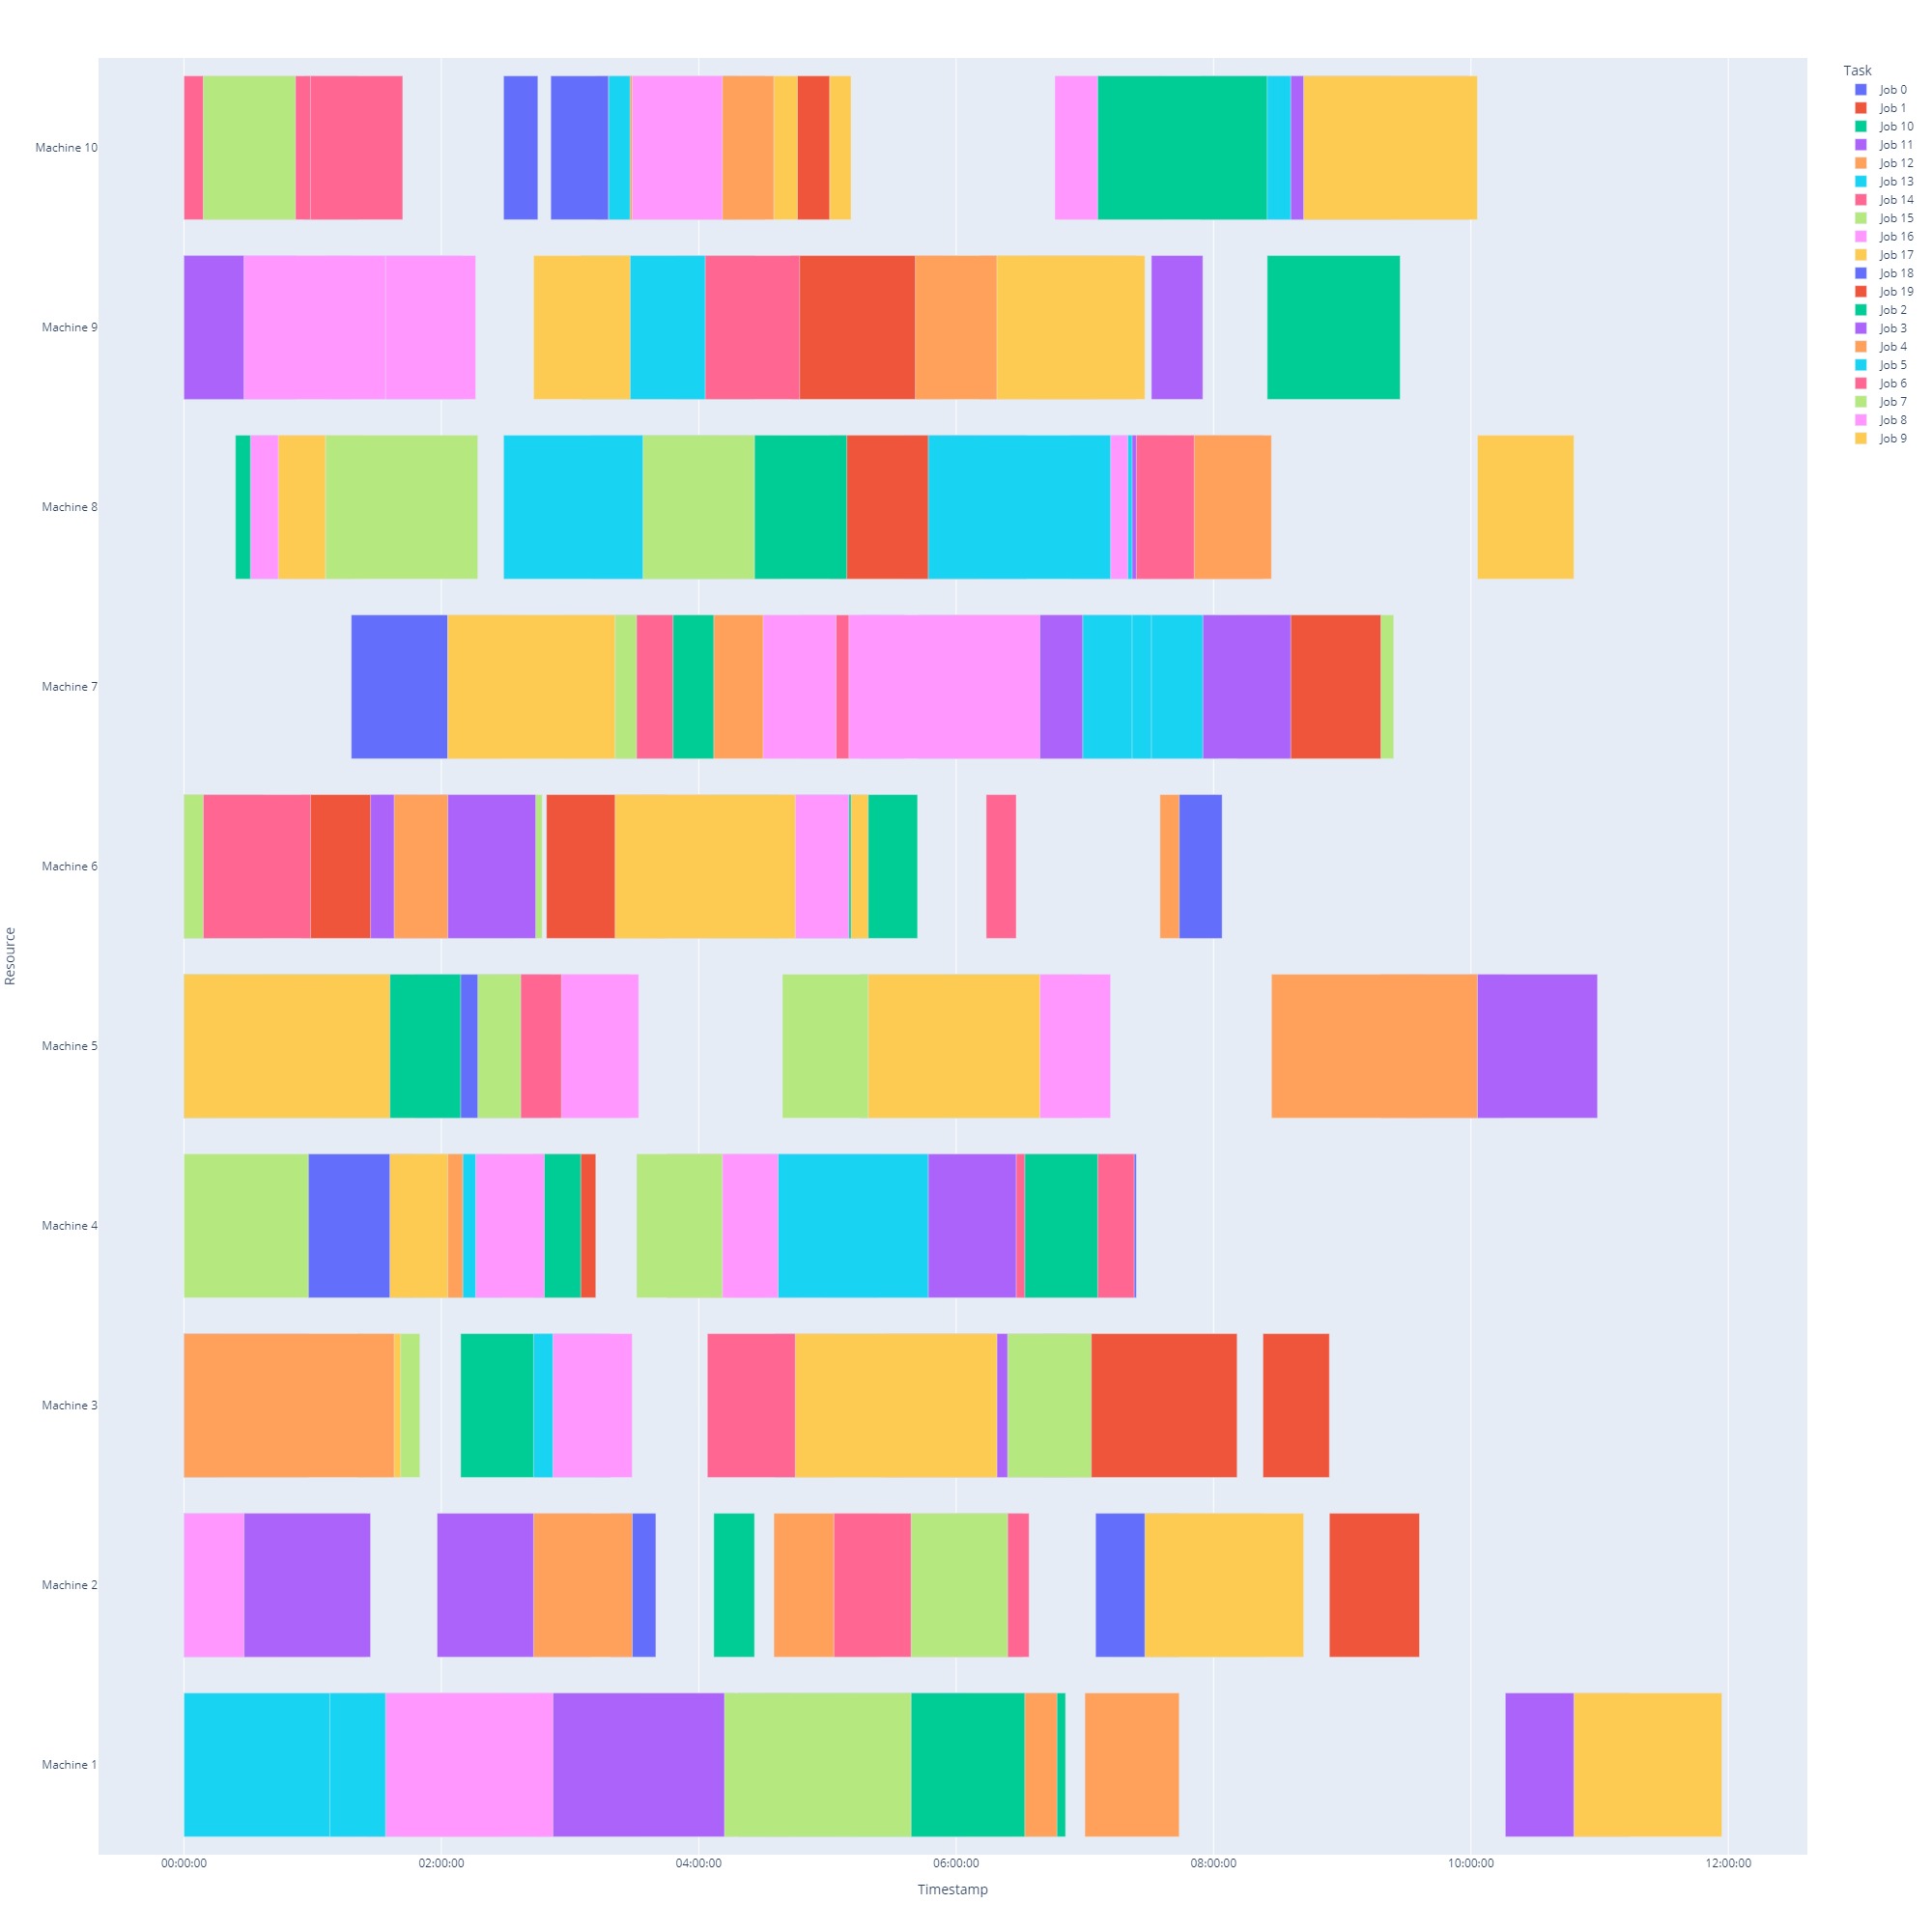 Task
Job 0
Job 1
Job 10
Job 11
Job 12
Job 13
Job 14
Job 15
Job 16
Job 17
Job 18
Job 19
Job 2
Job 3
Job 4
Job 5
Job 6
Job 7
Job 8
Job 9
Machine 10
Machine 9
Machine 8
Machine 7
Machine 6
Machine 5
Machine 4
Machine 3
Machine 2
Machine 1
Resource
00:00:00
02:00:00
04:00:00
06:00:00
08:00:00
10:00:00
12:00:00
Timestamp